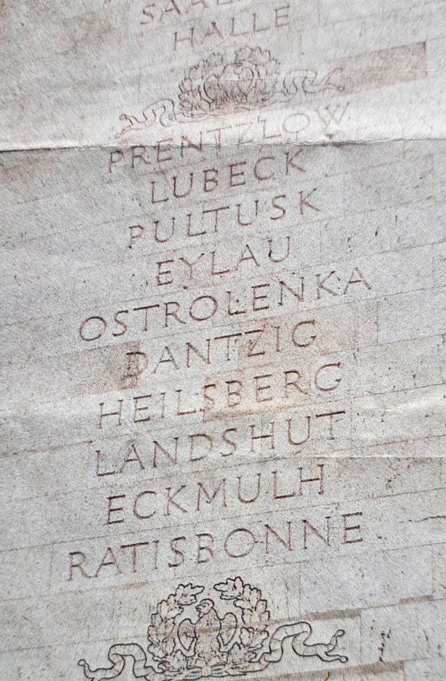 HALLE
PRENTZLOW
LUBECK
PULTUSK
EYLAU
OSTROLENKA
DANTZIG
HEILSBERG
LANDSHUT
ECKMULH
RATISBONNE